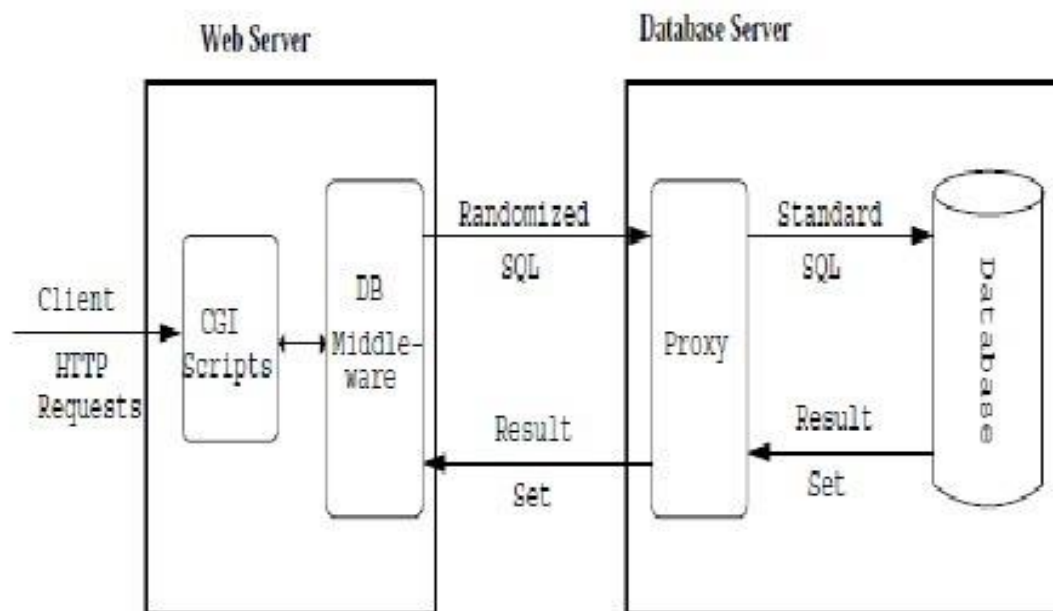 Web Server
Database Server
Client
HTTP
Requests
CGI
Scripts
DB
Middle-
ware
Randomized
SQL
Result
Set
Proxy
Standard
SQL
Result
Set
Database